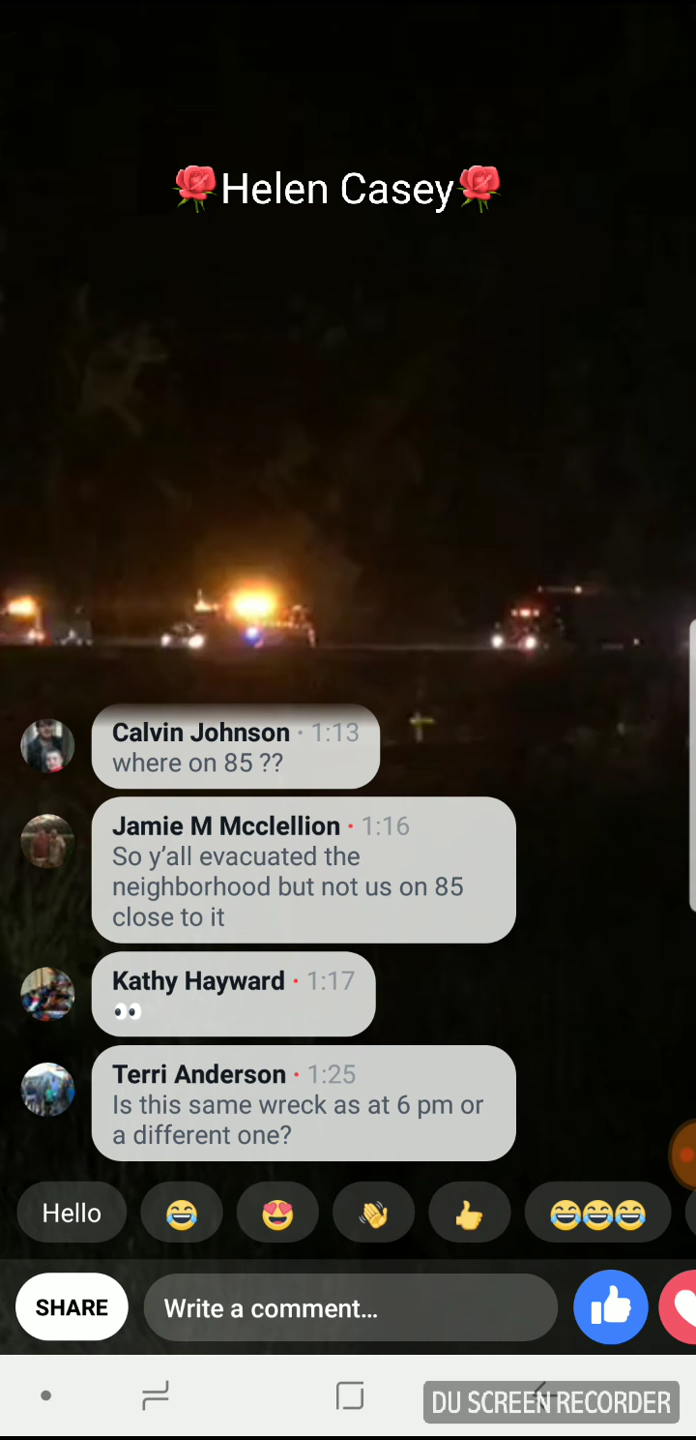 🌹Helen Casey🌹
Calvin Johnson · 1:13
where on 85 ??
Jamie M Mcclellion · 1:16
So y’all evacuated the
neighborhood but not us on 85
close to it
Kathy Hayward · 1:17
👀
Terri Anderson · 1:25
Is this same wreck as at 6 pm or
a different one?
Hello 😂 😍 👋 👍 😂😂😂
SHARE Write a comment...
DU SCREEN RECORDER